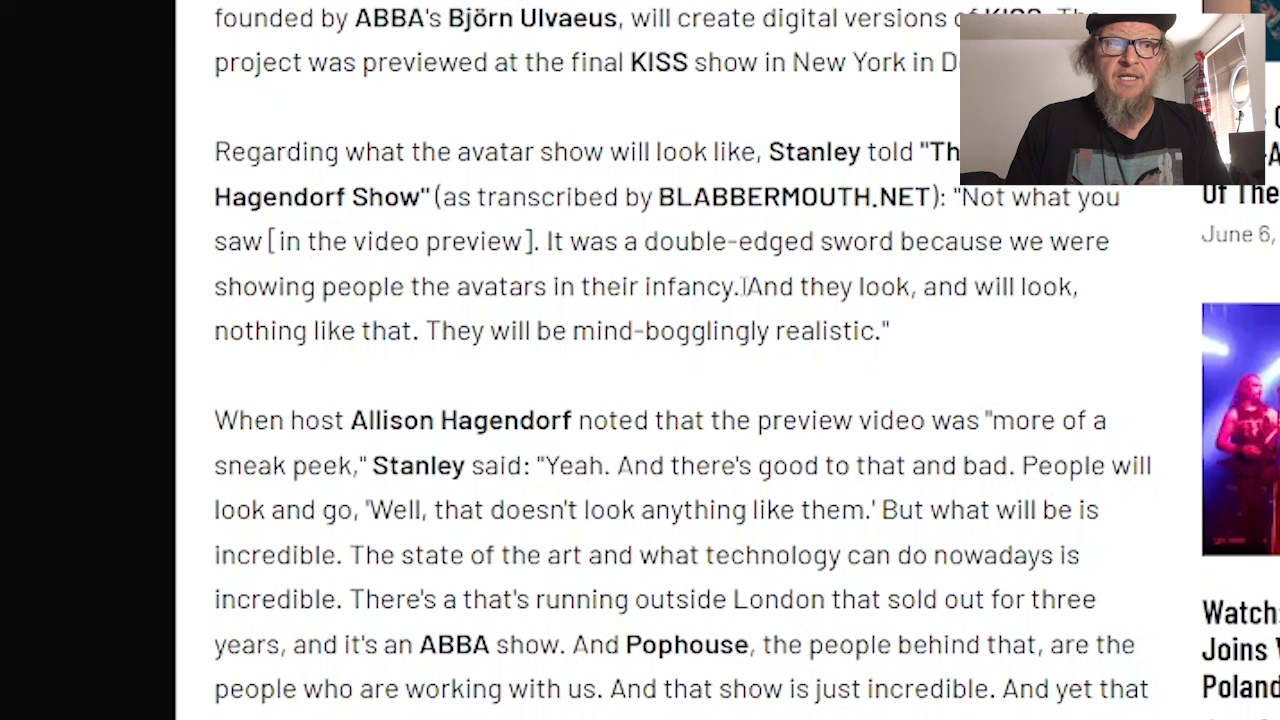 founded by ABBA's Björn Ulvaeus, will create digital versions of KISS. The
project was previewed at the final KISS show in New York in D
Regarding what the avatar show will look like, Stanley told "Th
Hagendorf Show" (as transcribed by BLABBERMOUTH.NET): "Not what you
saw [in the video preview]. It was a double-edged sword because we were
showing people the avatars in their infancy. And they look, and will look,
nothing like that. They will be mind-bogglingly realistic."
When host Allison Hagendorf noted that the preview video was "more of a
sneak peek," Stanley said: "Yeah. And there's good to that and bad. People will
look and go, 'Well, that doesn't look anything like them.' But what will be is
incredible. The state of the art and what technology can do nowadays is
incredible. There's a that's running outside London that sold out for three
years, and it's an ABBA show. And Pophouse, the people behind that, are the
people who are working with us. And that show is just incredible. And yet that
Of The
June 6,
Watch:
Joins
Poland